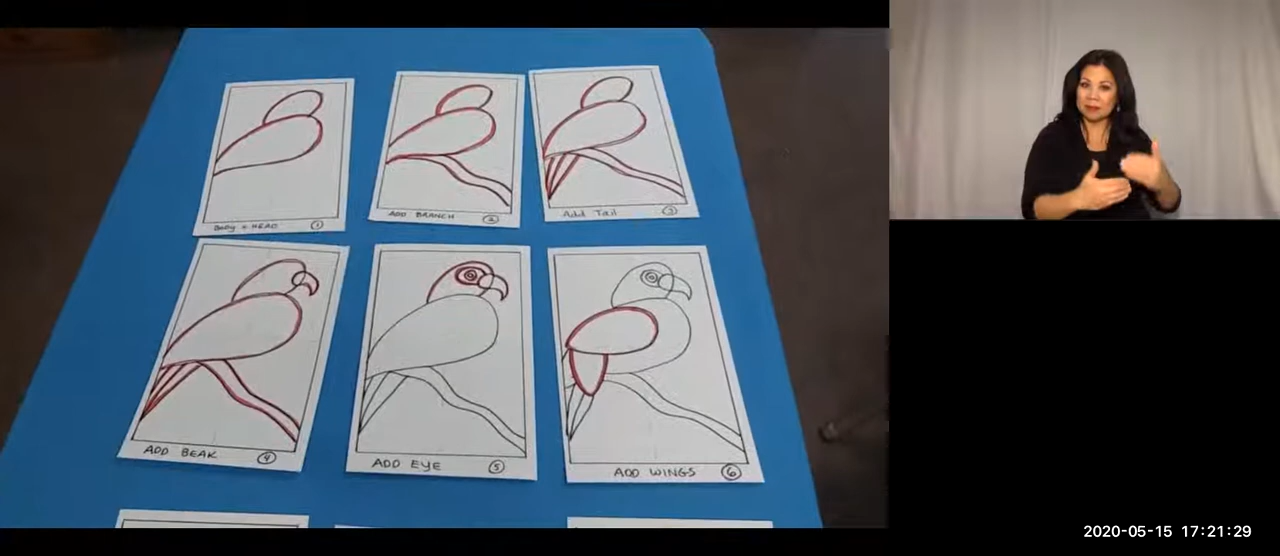 BODY + HEAD ①
ADD BRANCH ②
Add Tail ③
ADD BEAK ④
ADD EYE ⑤
ADD WINGS ⑥
2020-05-15 17:21:29